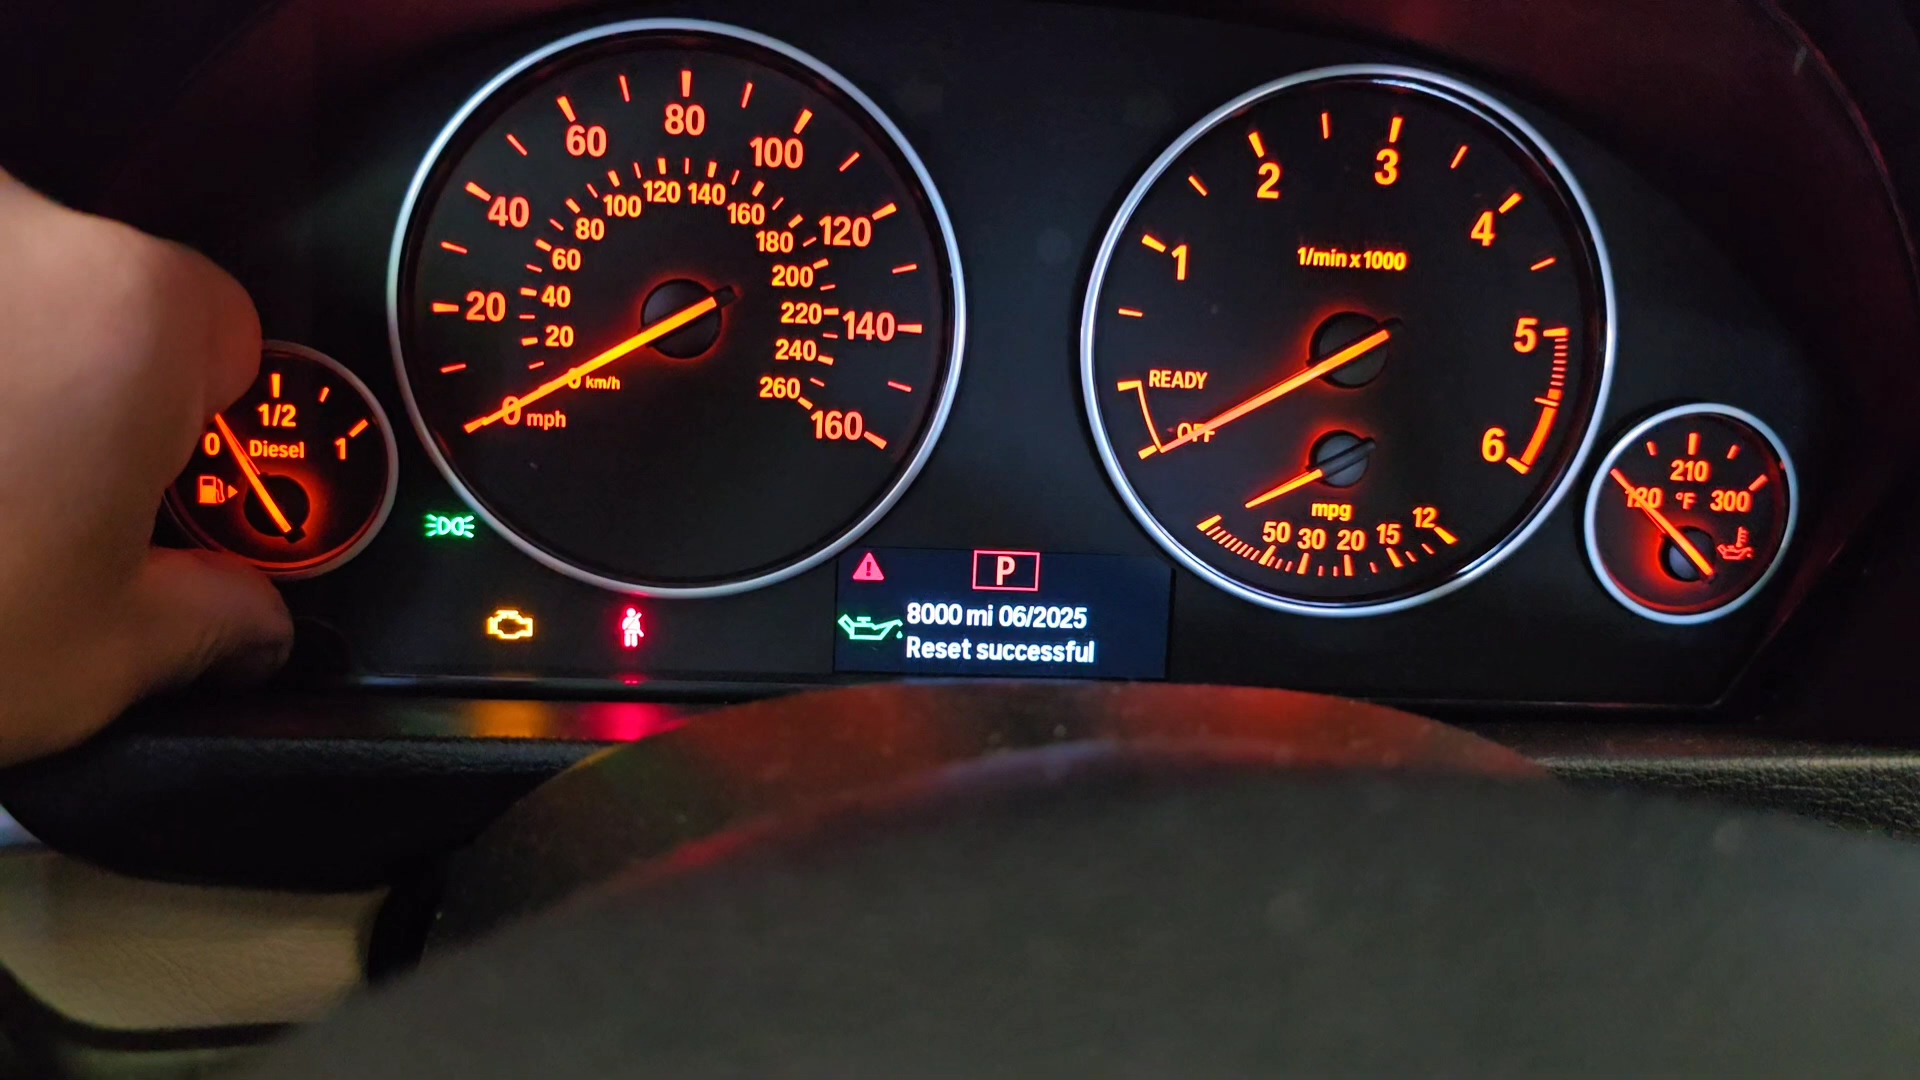 0
1/2
1
Diesel
20
40
60
80
100
120
140
160
20
40
60
80
100
120
140
160
180
200
220
240
260
0 km/h
0 mph
1
2
3
4
5
6
1/min x 1000
READY
OFF
mpg
50 30 20 15 12
120 210 300
°F
P
8000 mi 06/2025
Reset successful